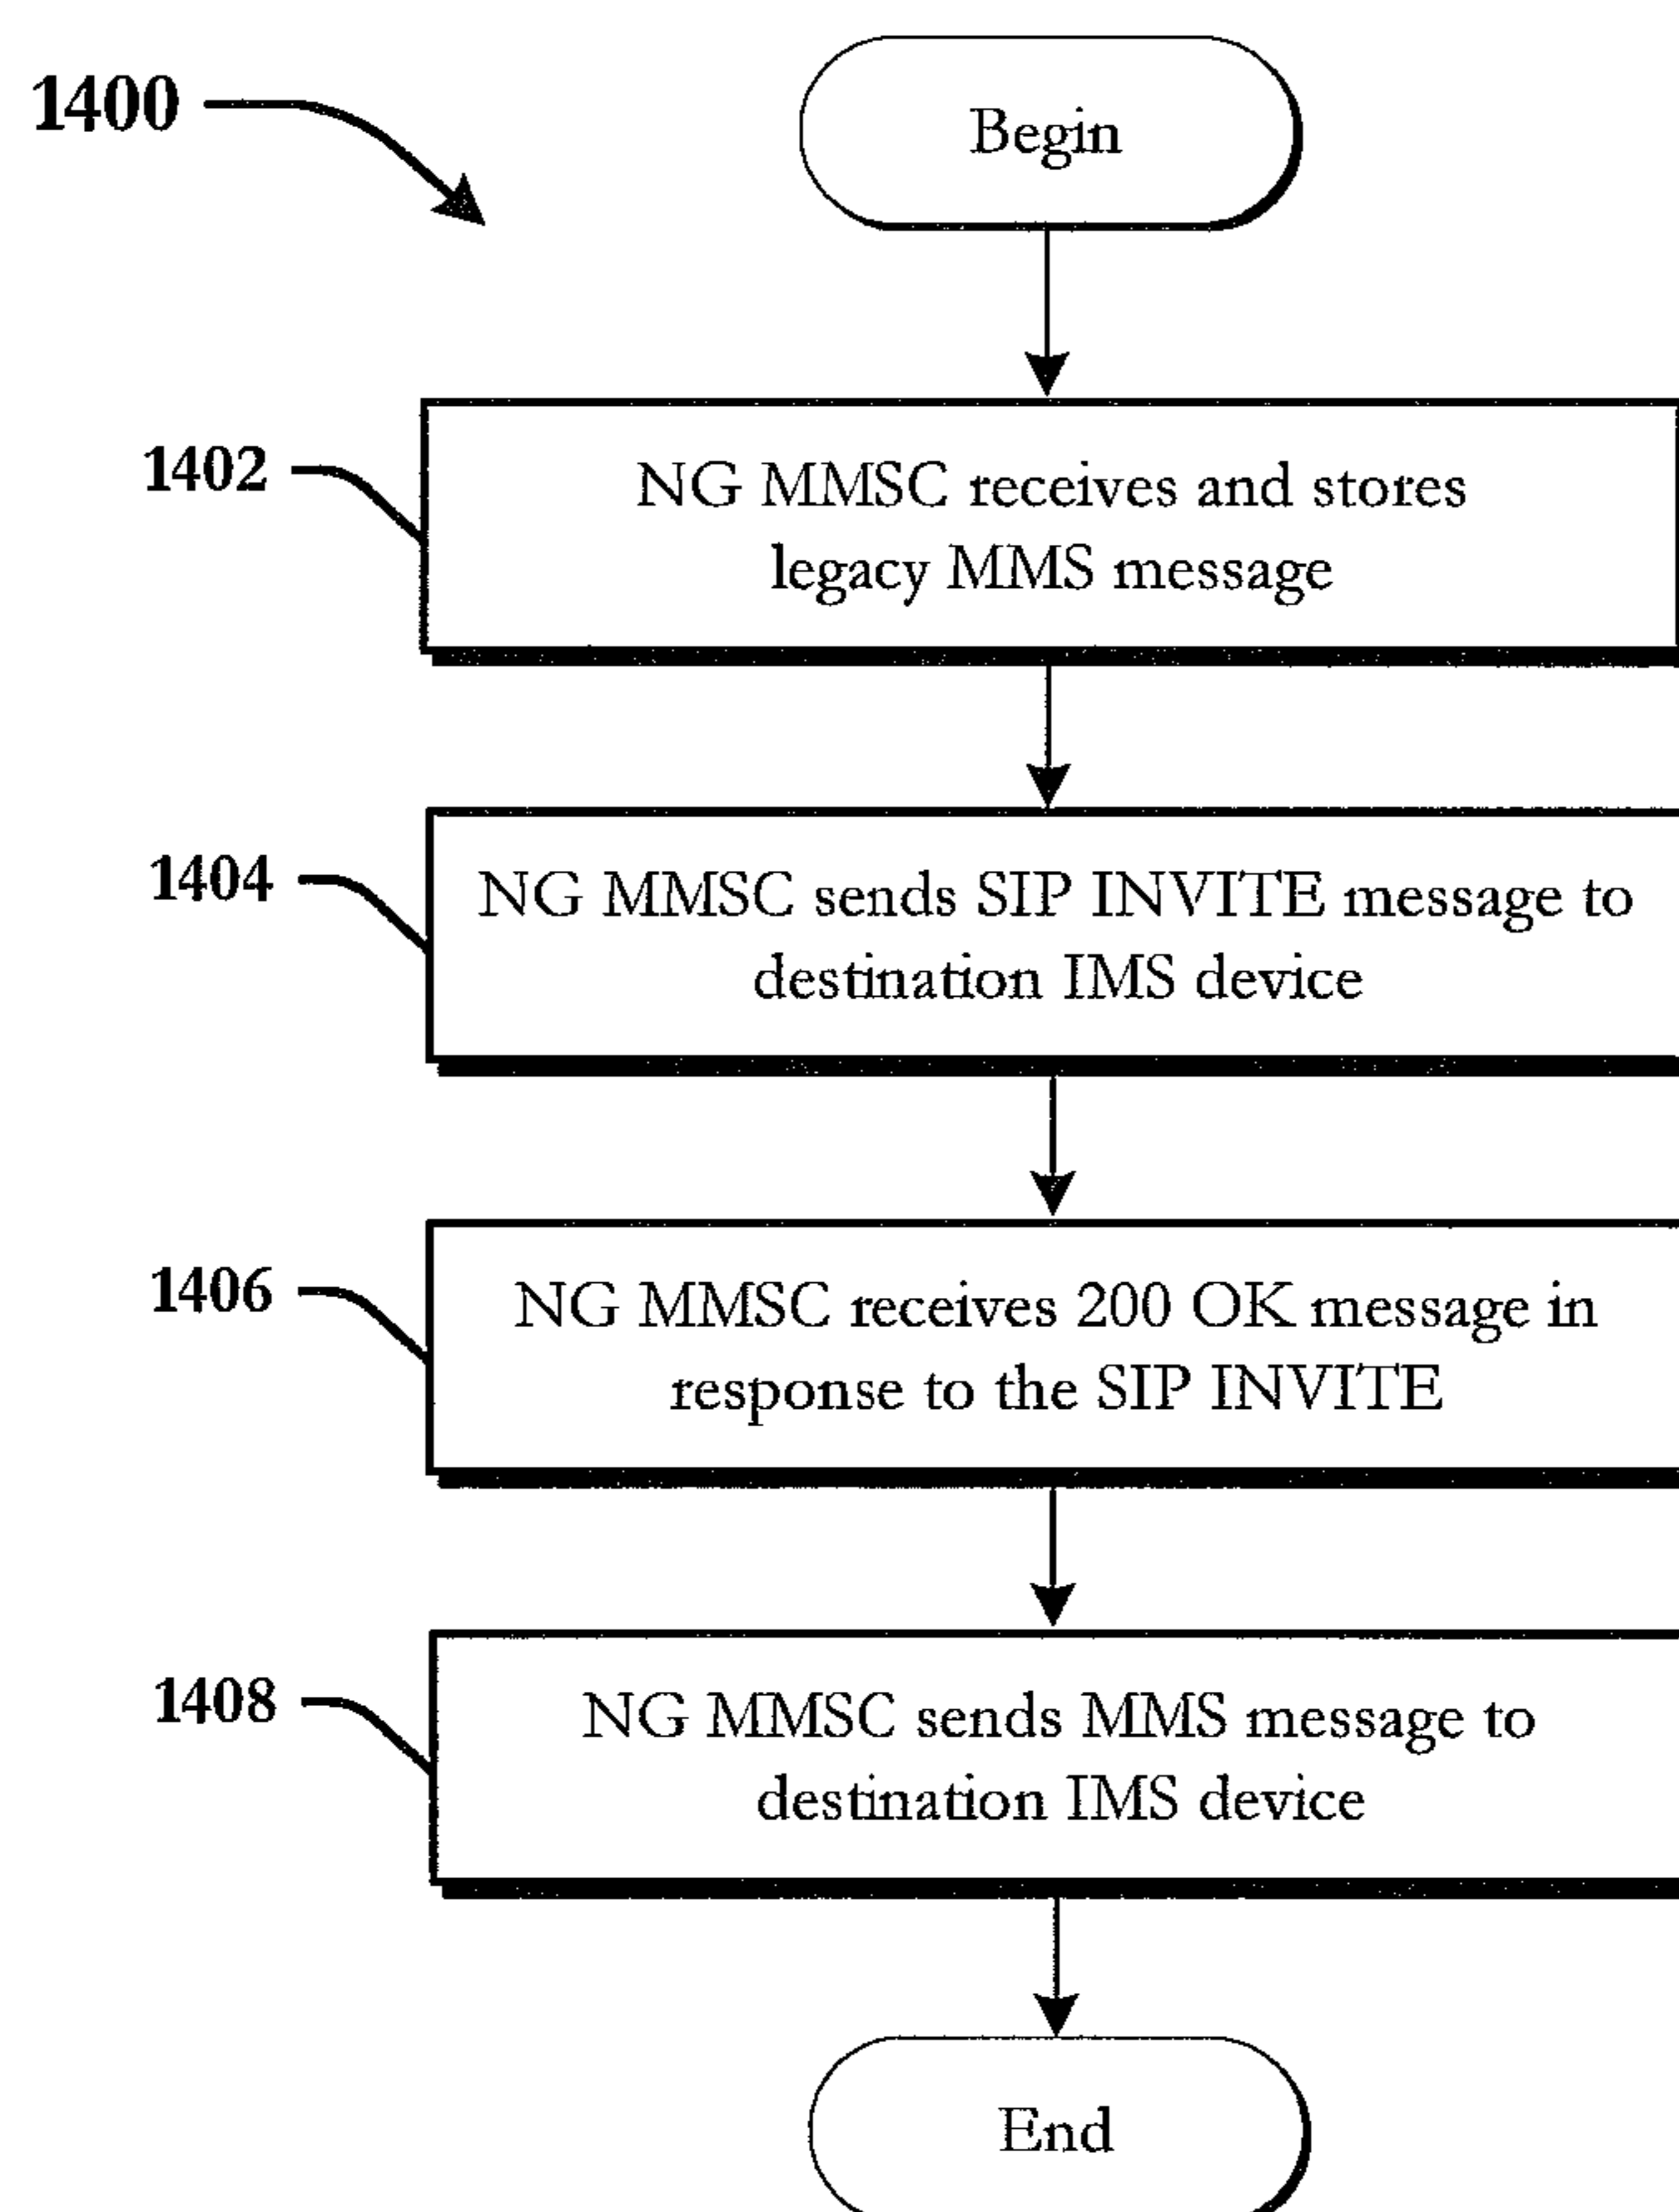 1400
Begin
1402
NG MMSC receives and stores
legacy MMS message
1404
NG MMSC sends SIP INVITE message to
destination IMS device
1406
NG MMSC receives 200 OK message in
response to the SIP INVITE
1408
NG MMSC sends MMS message to
destination IMS device
End